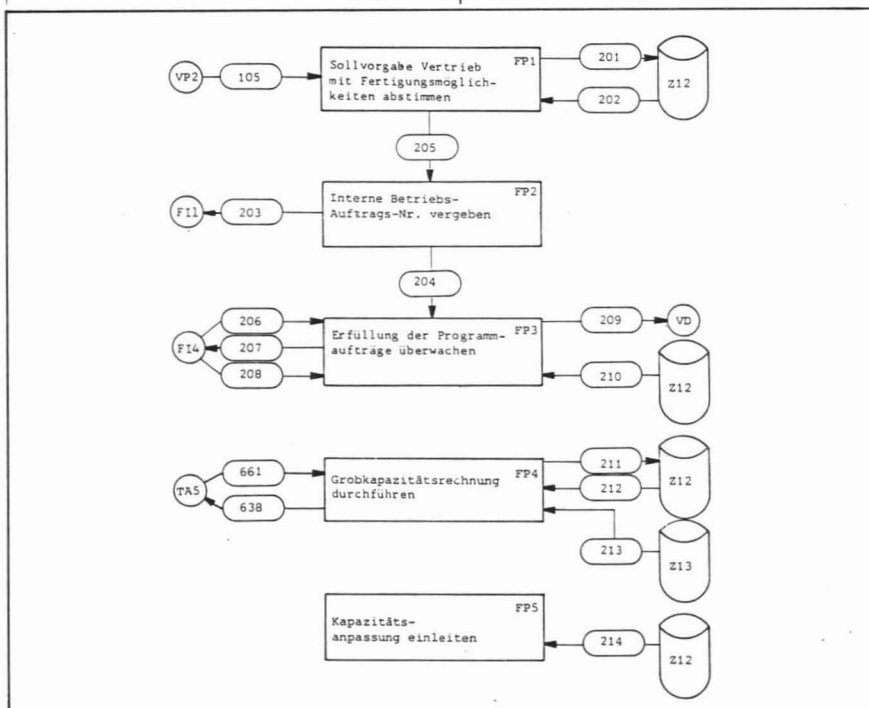 FP1
201
Sollvorgabe Vertrieb
VP2
105
mit Fertigungsmöglich-
keiten abstimmen
Z12
202
205
FP2
Interne Betriebs-
FI1
203
Auftrags-Nr. vergeben
204
206
FP3
209
VD
Erfüllung der Programm-
FI4
207
aufträge überwachen
208
210
Z12
661
FP4
211
Grobkapazitätsrechnung
TA5
212
Z12
durchführen
638
213
Z13
FP5
Kapazitäts-
anpassung einleiten
214
Z12